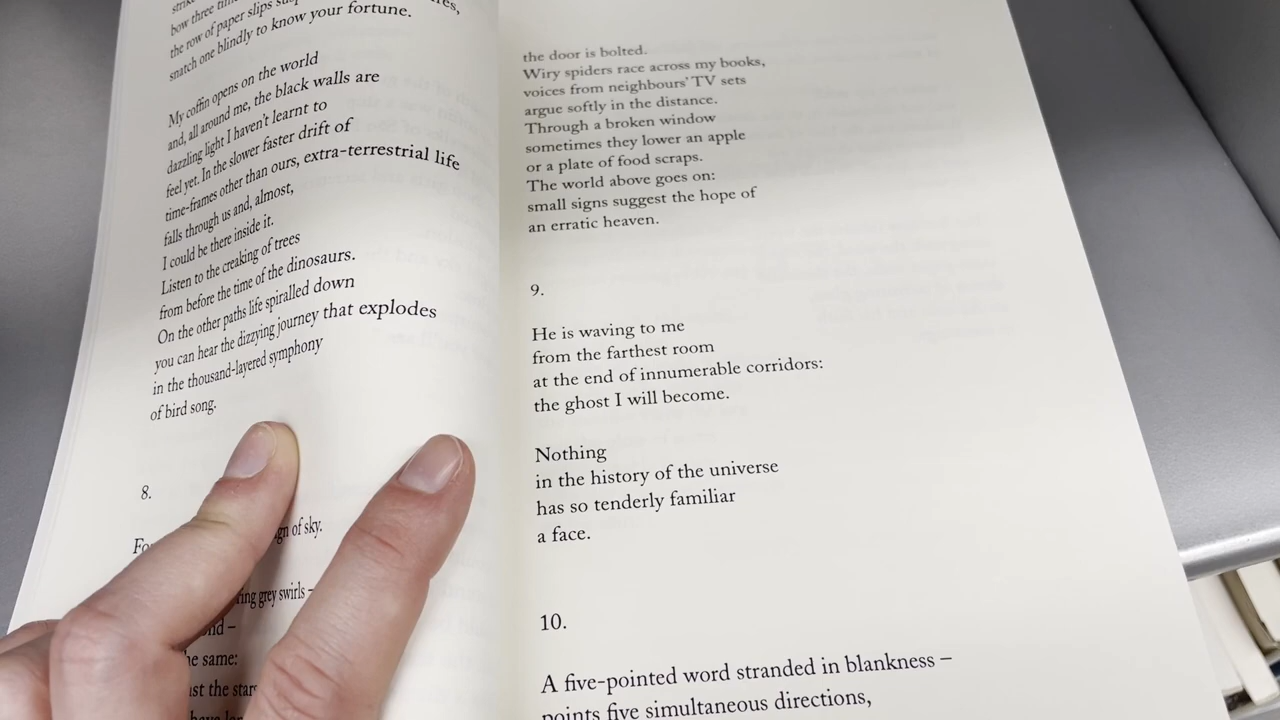 bow three
the row of paper slips
snatch one blindly to know your fortune.
My coffin opens on the world
and, all around me, the black walls are
dazzling light I haven't learnt to
feel yet. In the slower faster drift of
time-frames other than ours, extra-terrestrial life
falls through us and, almost,
I could be there inside it.
Listen to the creaking of trees
from before the time of the dinosaurs.
On the other paths life spiralled down
you can hear the dizzying journey that explodes
in the thousand-layered symphony
of bird song.
8.
of sky.
grey swirls –
–
same:
the
the door is bolted.
Wiry spiders race across my books,
voices from neighbours' TV sets
argue softly in the distance.
Through a broken window
sometimes they lower an apple
or a plate of food scraps.
The world above goes on:
small signs suggest the hope of
an erratic heaven.
9.
He is waving to me
from the farthest room
at the end of innumerable corridors:
the ghost I will become.
Nothing
in the history of the universe
has so tenderly familiar
a face.
10.
A five-pointed word stranded in blankness –
points five simultaneous directions,